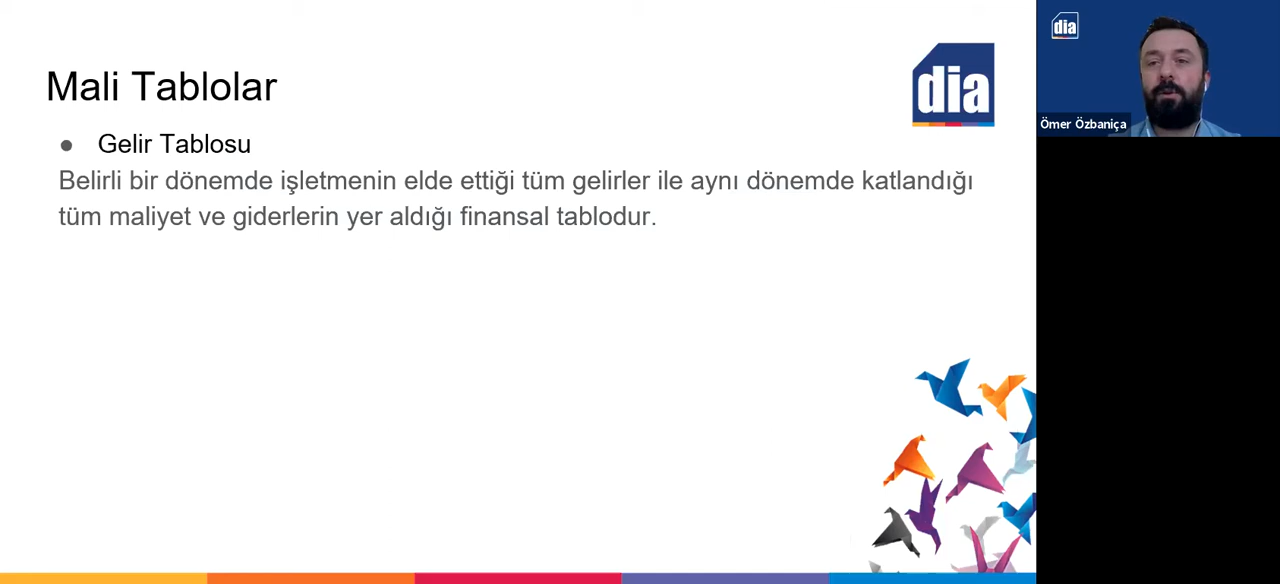 Mali Tablolar
dia
● Gelir Tablosu
Belirli bir dönemde işletmenin elde ettiği tüm gelirler ile aynı dönemde katlandığı
tüm maliyet ve giderlerin yer aldığı finansal tablodur.
dia
Ömer Özbaniça